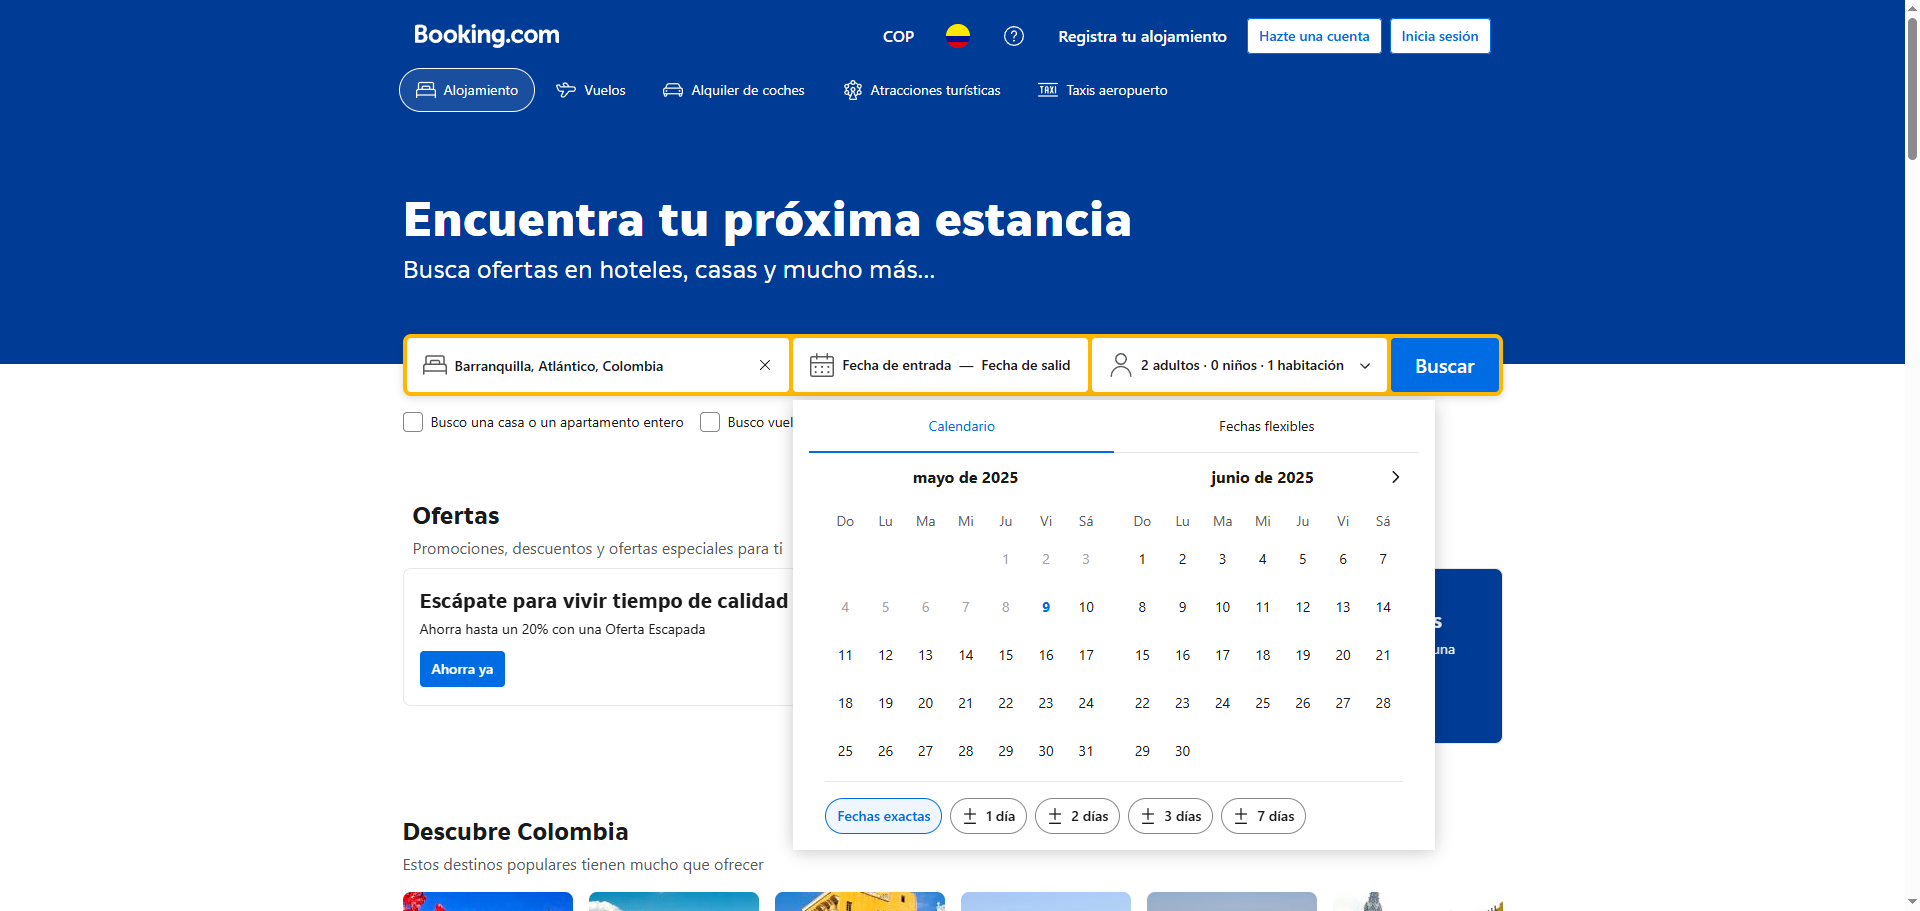 Booking.com
COP
Registra tu alojamiento
Hazte una cuenta
Inicia sesión
Alojamiento
Vuelos
Alquiler de coches
Atracciones turísticas
TAXI
Taxis aeropuerto
Encuentra tu próxima estancia
Busca ofertas en hoteles, casas y mucho más...
Barranquilla, Atlántico, Colombia
Fecha de entrada — Fecha de salid
2 adultos · 0 niños · 1 habitación
Buscar
Busco una casa o un apartamento entero
Busco vuel
Calendario
Fechas flexibles
mayo de 2025
Do Lu Ma Mi Ju Vi Sá
1 2 3
4 5 6 7 8 9 10
11 12 13 14 15 16 17
18 19 20 21 22 23 24
25 26 27 28 29 30 31
junio de 2025
Do Lu Ma Mi Ju Vi Sá
1 2 3 4 5 6 7
8 9 10 11 12 13 14
15 16 17 18 19 20 21
22 23 24 25 26 27 28
29 30
Fechas exactas
± 1 día
± 2 días
± 3 días
± 7 días
Ofertas
Promociones, descuentos y ofertas especiales para ti
Escápate para vivir tiempo de calidad
Ahorra hasta un 20% con una Oferta Escapada
Ahorra ya
s
una
Descubre Colombia
Estos destinos populares tienen mucho que ofrecer